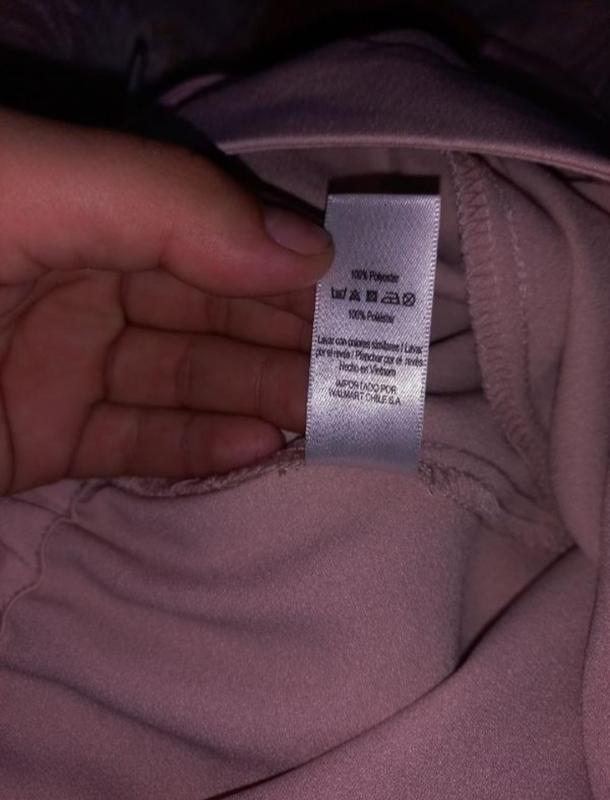 100% Polyester
100% Poliéster
Lavar con colores similares / Lavar
por el revés / Planchar por el revés
Hecho en Vietnam
IMPORTADO POR
WALMART CHILE S.A